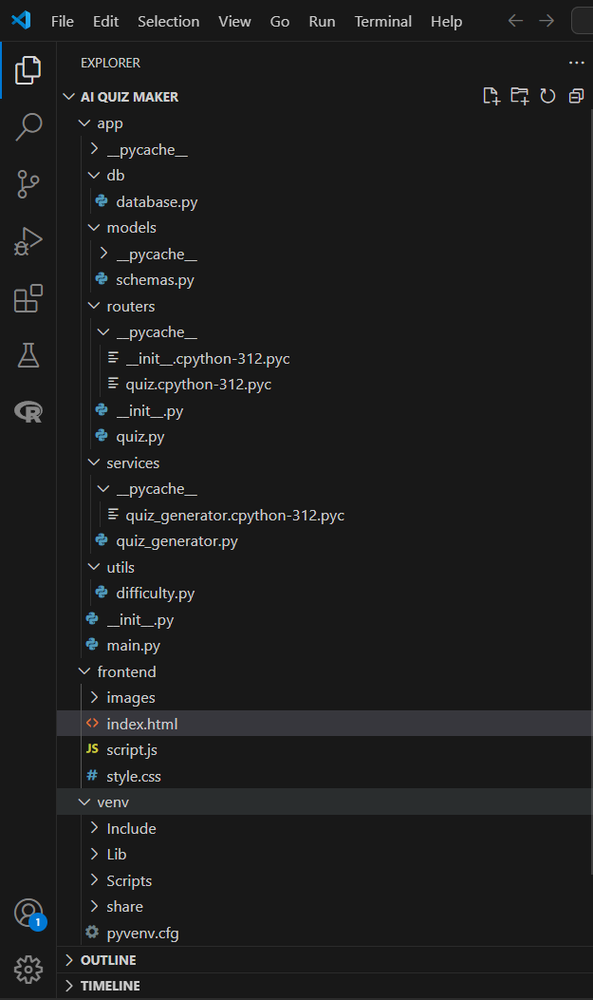 File Edit Selection View Go Run Terminal Help
EXPLORER
AI QUIZ MAKER
app
__pycache__
db
database.py
models
__pycache__
schemas.py
routers
__pycache__
__init__.cpython-312.pyc
quiz.cpython-312.pyc
__init__.py
quiz.py
services
__pycache__
quiz_generator.cpython-312.pyc
quiz_generator.py
utils
difficulty.py
__init__.py
main.py
frontend
images
index.html
JS script.js
# style.css
venv
Include
Lib
Scripts
share
1
pyvenv.cfg
OUTLINE
TIMELINE